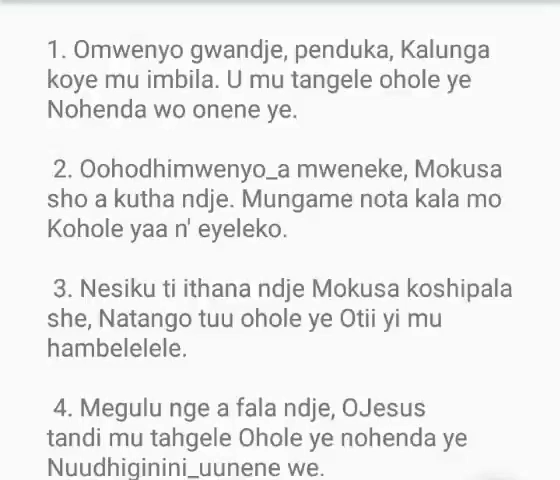 1. Omwenyo gwandje, penduka, Kalunga
koye mu imbila. U mu tangele ohole ye
Nohenda wo onene ye.
2. Oohodhimwenyo_a mweneke, Mokusa
sho a kutha ndje. Mungame nota kala mo
Kohole yaa n' eyeleko.
3. Nesiku ti ithana ndje Mokusa koshipala
she, Natango tuu ohole ye Otii yi mu
hambelelele.
4. Megulu nge a fala ndje, OJesus
tandi mu tahgele Ohole ye nohenda ye
Nuudhiginini_uunene we.